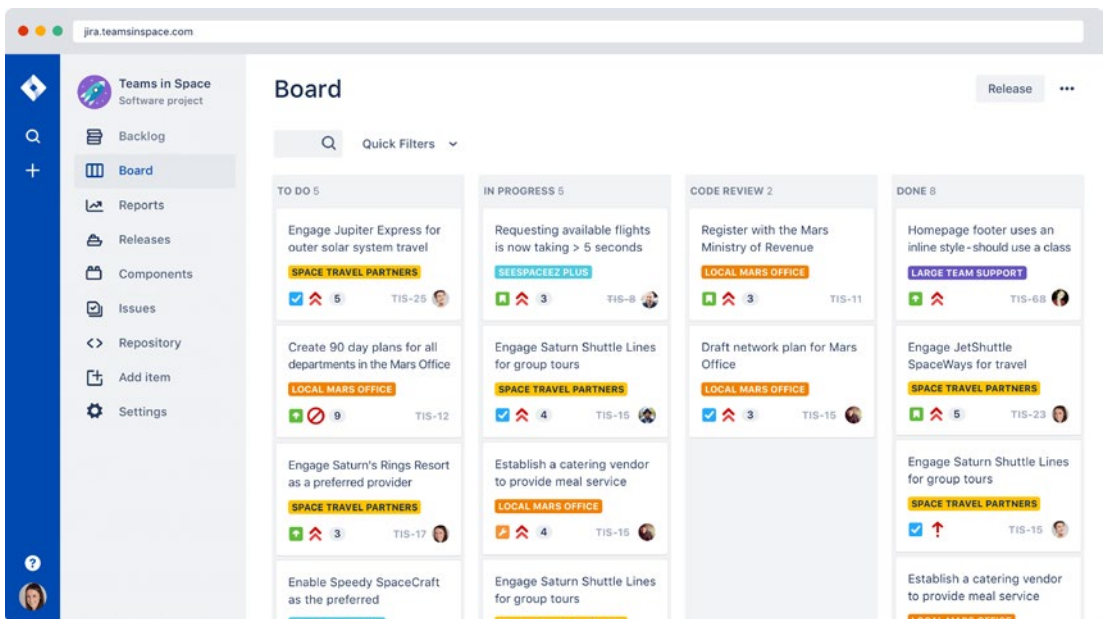 jira.teamsinspace.com
Teams in Space
Software project
Backlog
Board
Reports
Releases
Components
Issues
Repository
Add item
Settings
Board
Release
Quick Filters
TO DO 5
Engage Jupiter Express for
outer solar system travel
SPACE TRAVEL PARTNERS
5 TIS-25
Create 90 day plans for all
departments in the Mars Office
LOCAL MARS OFFICE
9 TIS-12
Engage Saturn's Rings Resort
as a preferred provider
SPACE TRAVEL PARTNERS
3 TIS-17
Enable Speedy SpaceCraft
as the preferred
IN PROGRESS 5
Requesting available flights
is now taking > 5 seconds
SEESPACEEZ PLUS
3 TIS-8
Engage Saturn Shuttle Lines
for group tours
SPACE TRAVEL PARTNERS
4 TIS-15
Establish a catering vendor
to provide meal service
LOCAL MARS OFFICE
4 TIS-15
Engage Saturn Shuttle Lines
for group tours
CODE REVIEW 2
Register with the Mars
Ministry of Revenue
LOCAL MARS OFFICE
3 TIS-11
Draft network plan for Mars
Office
LOCAL MARS OFFICE
3 TIS-15
DONE 8
Homepage footer uses an
inline style - should use a class
LARGE TEAM SUPPORT
TIS-68
Engage JetShuttle
SpaceWays for travel
SPACE TRAVEL PARTNERS
5 TIS-23
Engage Saturn Shuttle Lines
for group tours
SPACE TRAVEL PARTNERS
TIS-15
Establish a catering vendor
to provide meal service
LOCAL MARS OFFICE
?